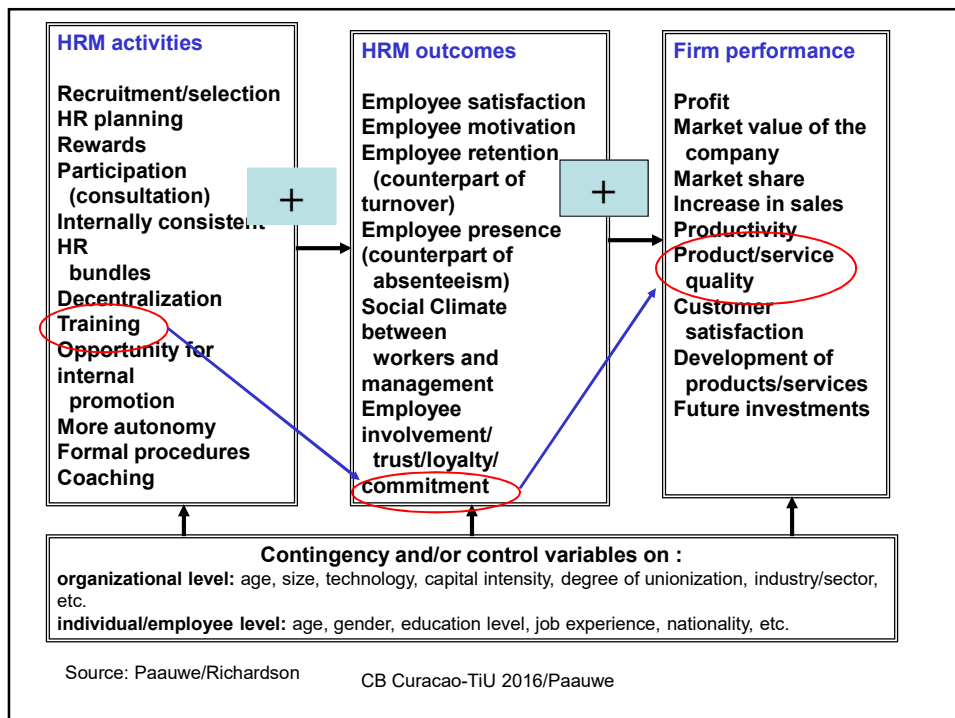 HRM activities
Recruitment/selection
HR planning
Rewards
Participation
(consultation)
Internally consistent
HR
bundles
Decentralization
Training
Opportunity for
internal
promotion
More autonomy
Formal procedures
Coaching
+
HRM outcomes
Employee satisfaction
Employee motivation
Employee retention
(counterpart of
turnover)
Employee presence
(counterpart of
absenteeism)
Social Climate
between
workers and
management
Employee
involvement/
trust/loyalty/
commitment
+
Firm performance
Profit
Market value of the
company
Market share
Increase in sales
Productivity
Product/service
quality
Customer
satisfaction
Development of
products/services
Future investments
Contingency and/or control variables on :
organizational level: age, size, technology, capital intensity, degree of unionization, industry/sector,
etc.
individual/employee level: age, gender, education level, job experience, nationality, etc.
Source: Paauwe/Richardson
CB Curacao-TiU 2016/Paauwe